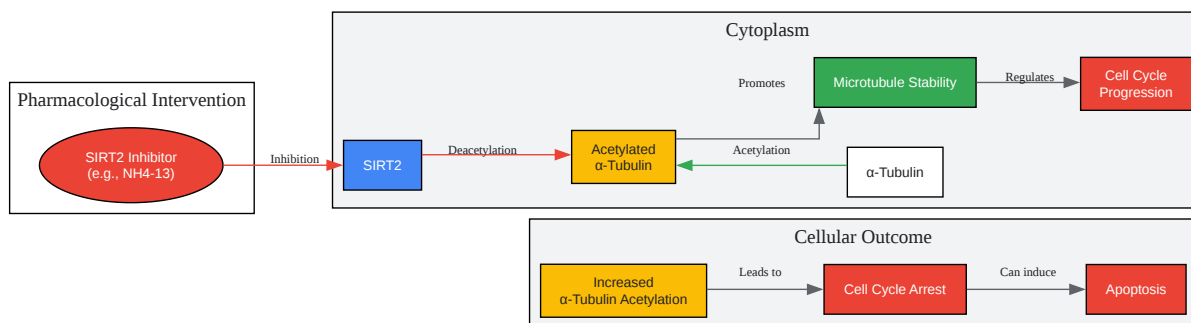 Pharmacological Intervention
SIRT2 Inhibitor
(e.g., NH4-13)
Inhibition
Cytoplasm
SIRT2
Deacetylation
Acetylated
α-Tubulin
Promotes
Microtubule Stability
Regulates
Cell Cycle
Progression
Acetylation
α-Tubulin
Cellular Outcome
Increased
α-Tubulin Acetylation
Leads to
Cell Cycle Arrest
Can induce
Apoptosis